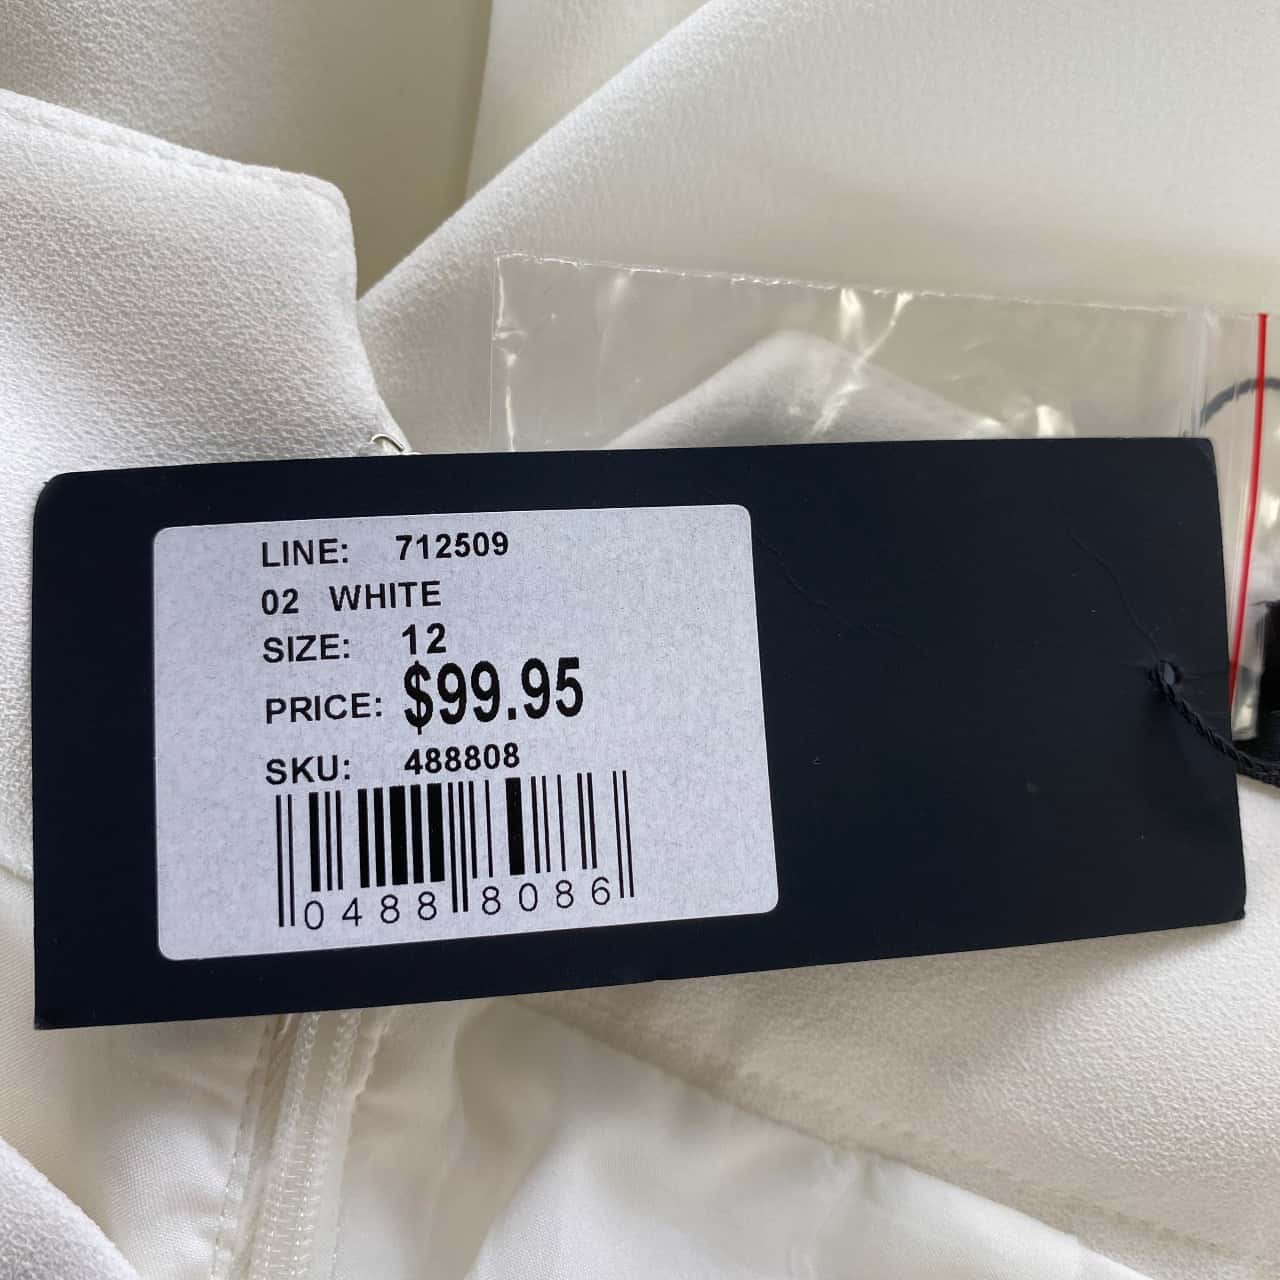 LINE: 712509
02 WHITE
SIZE: 12
PRICE: $99.95
SKU: 488808
0488 8086